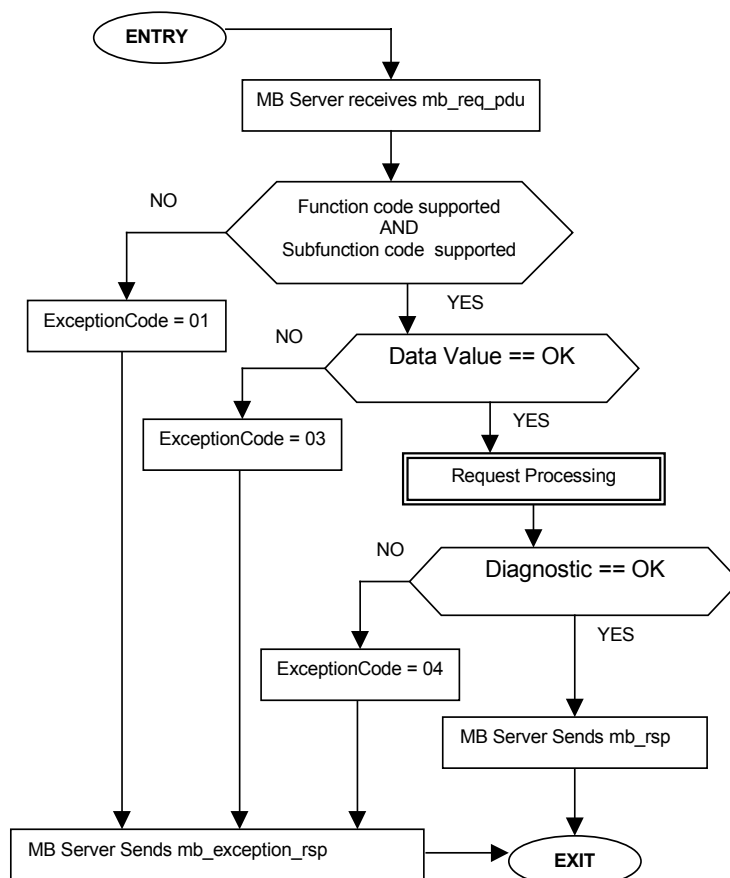 ENTRY
MB Server receives mb_req_pdu
NO
Function code supported
AND
Subfunction code supported
YES
ExceptionCode = 01
NO
Data Value == OK
YES
ExceptionCode = 03
Request Processing
NO
Diagnostic == OK
YES
ExceptionCode = 04
MB Server Sends mb_rsp
MB Server Sends mb_exception_rsp
EXIT